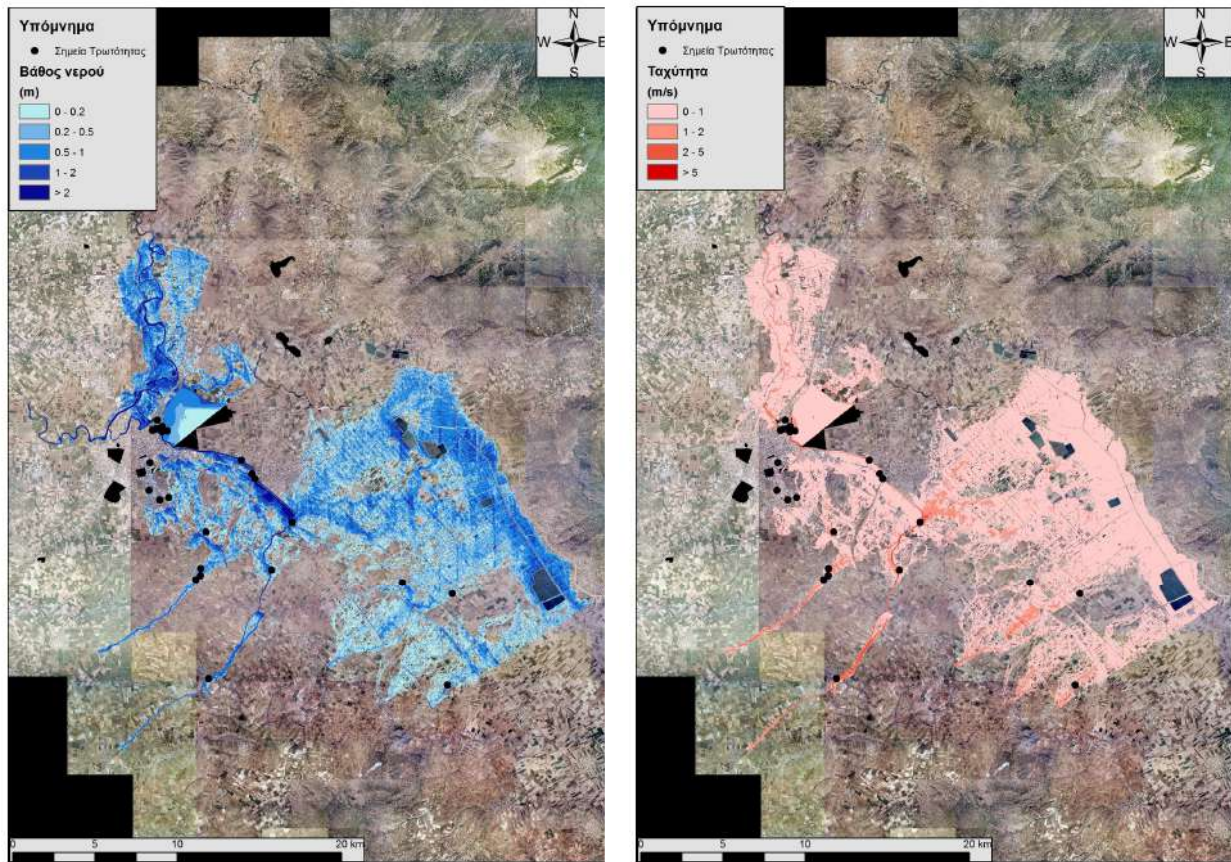 Υπόμνημα
Σημεία Τρωτότητας
Βάθος νερού
(m)
0 - 0.2
0.2 - 0.5
0.5 - 1
1 - 2
> 2
N
W E
S
0 5 10 20 km
Υπόμνημα
Σημεία Τρωτότητας
Ταχύτητα
(m/s)
0 - 1
1 - 2
2 - 5
> 5
N
W E
S
0 5 10 20 km